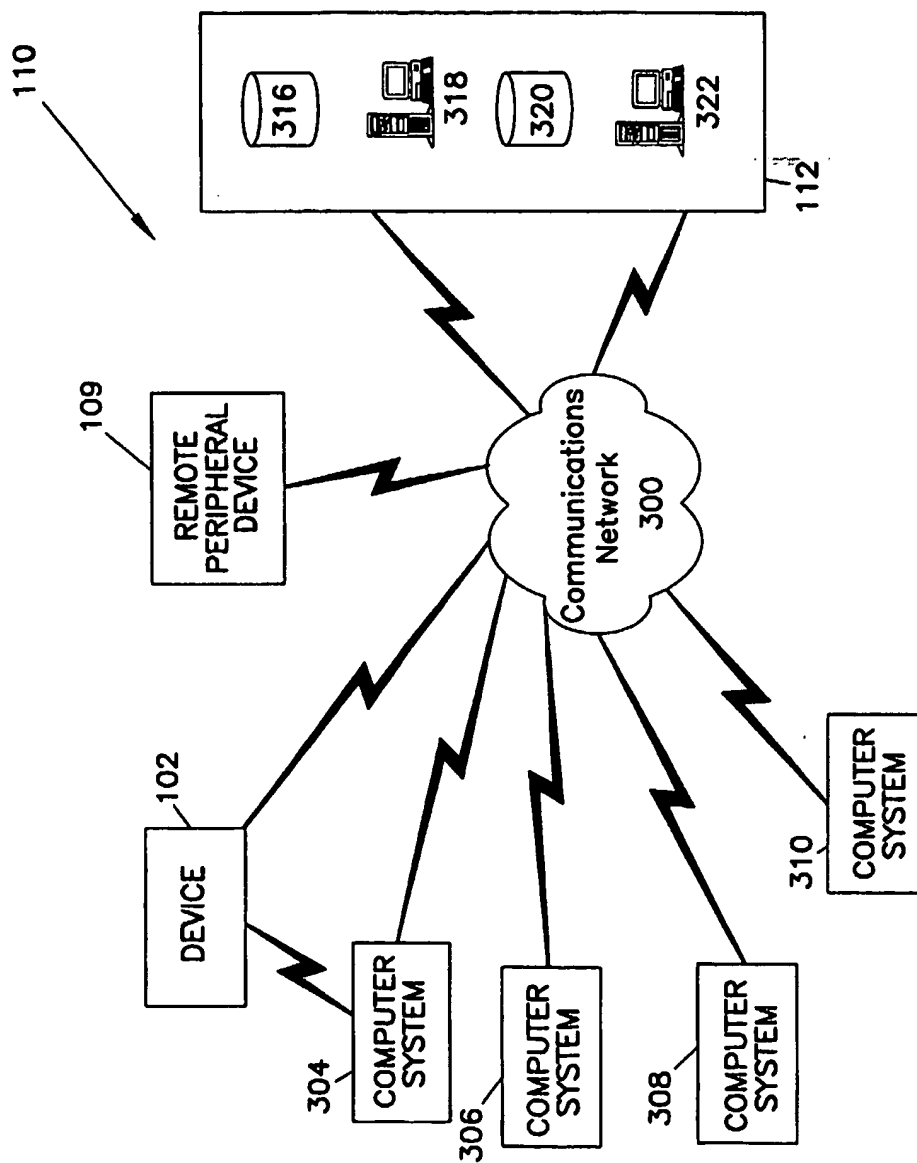 110
109
REMOTE
PERIPHERAL
DEVICE
316
318
320
322
112
102
DEVICE
Communications
Network
300
304
COMPUTER
SYSTEM
306
COMPUTER
SYSTEM
308
COMPUTER
SYSTEM
310
COMPUTER
SYSTEM